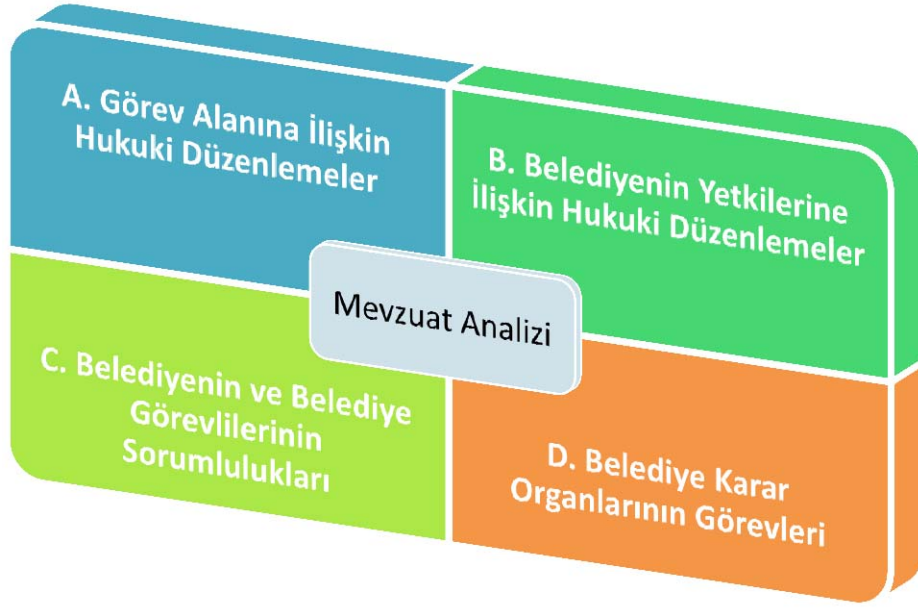 A. Görev Alanına İlişkin
Hukuki Düzenlemeler
B. Belediyenin Yetkilerine
İlişkin Hukuki Düzenlemeler
Mevzuat Analizi
C. Belediyenin ve Belediye
Görevlilerinin
Sorumlulukları
D. Belediye Karar
Organlarının Görevleri